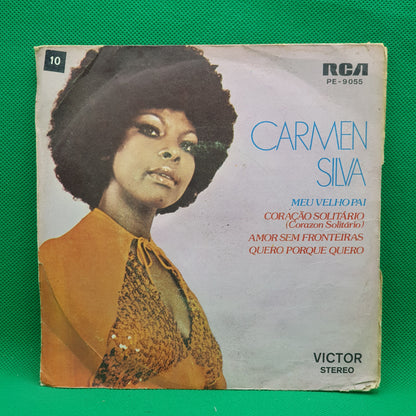 10
RCA
PE-9055
CARMEN
SILVA
MEU VELHO PAI
CORAÇÃO SOLITÁRIO
(Corazon Solitário)
AMOR SEM FRONTEIRAS
QUERO PORQUE QUERO
VICTOR
STEREO